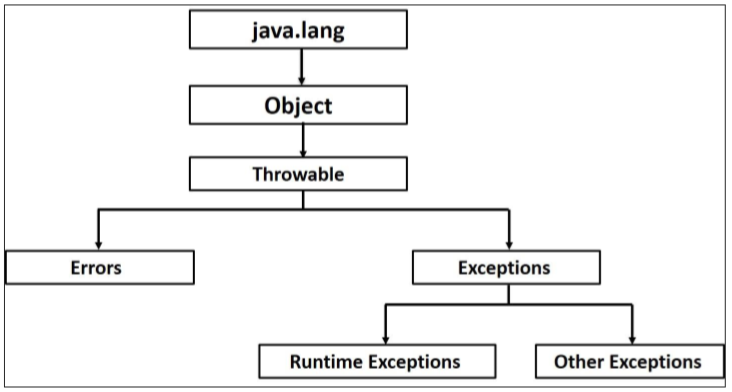 java.lang
Object
Throwable
Errors
Exceptions
Runtime Exceptions
Other Exceptions